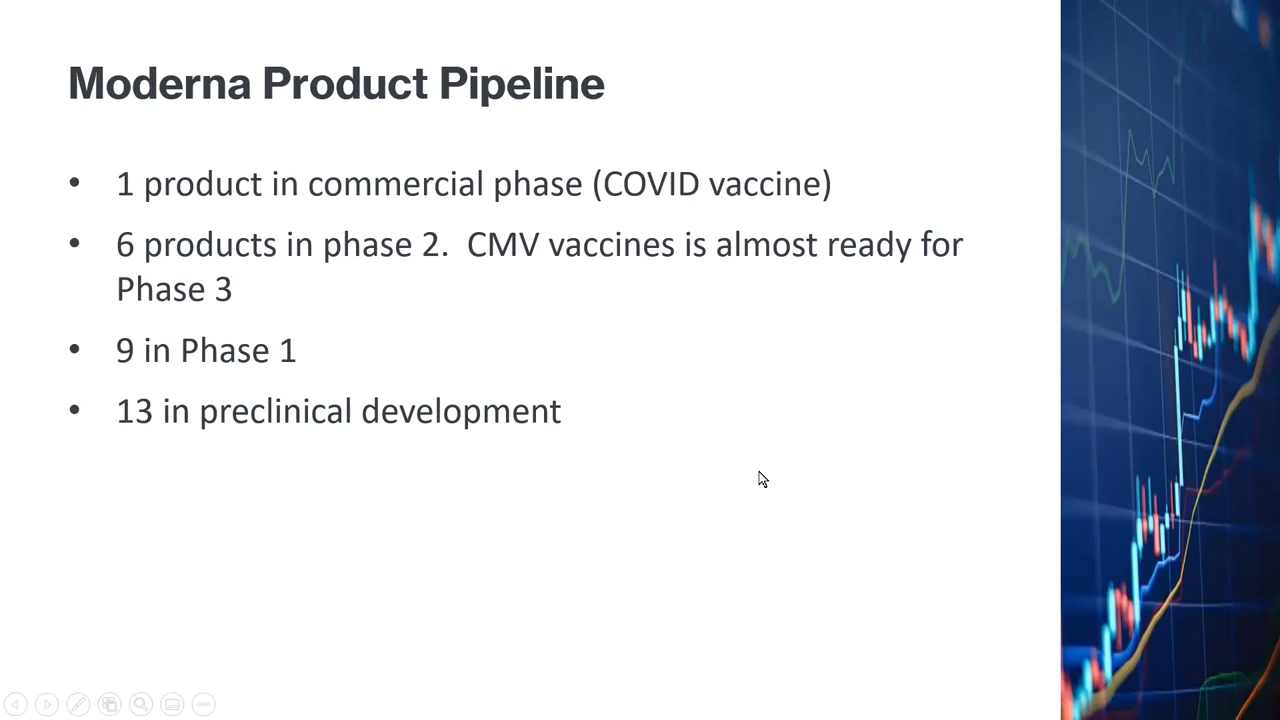 Moderna Product Pipeline
• 1 product in commercial phase (COVID vaccine)
• 6 products in phase 2.  CMV vaccines is almost ready for
Phase 3
• 9 in Phase 1
• 13 in preclinical development